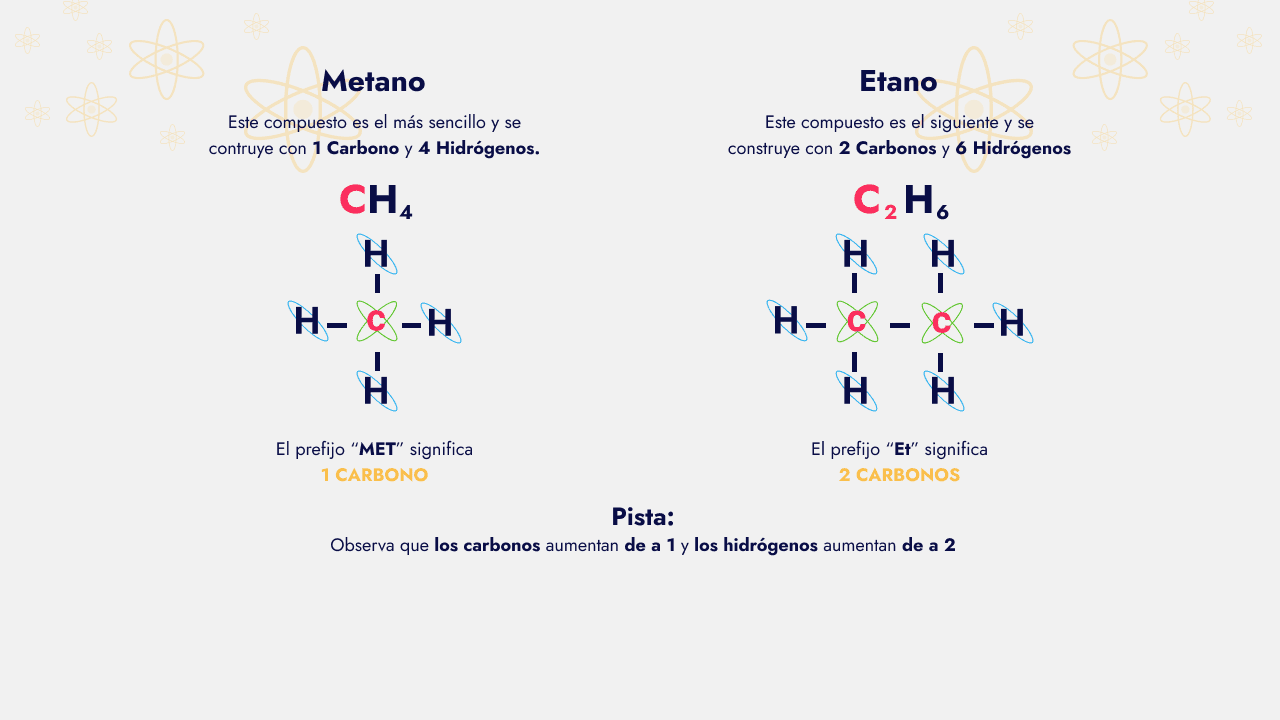 Metano
Este compuesto es el más sencillo y se
contruye con 1 Carbono y 4 Hidrógenos.
CH4
H
H C H
H
El prefijo “MET” significa
1 CARBONO
Etano
Este compuesto es el siguiente y se
construye con 2 Carbonos y 6 Hidrógenos
C2H6
H H
H C C H
H H
El prefijo “Et” significa
2 CARBONOS
Pista:
Observa que los carbonos aumentan de a 1 y los hidrógenos aumentan de a 2